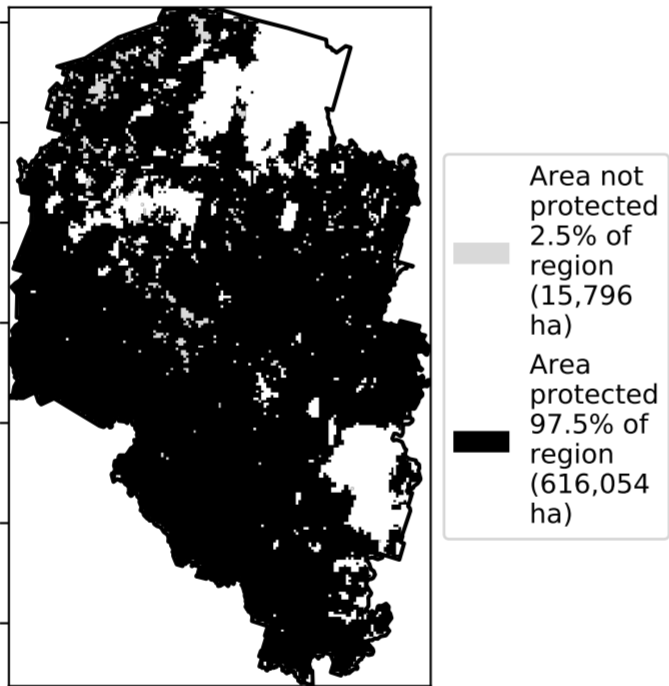 Area not
protected
2.5% of
region
(15,796
ha)
Area
protected
97.5% of
region
(616,054
ha)